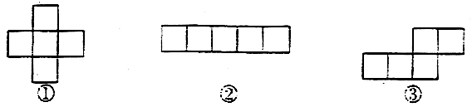 ① ② ③